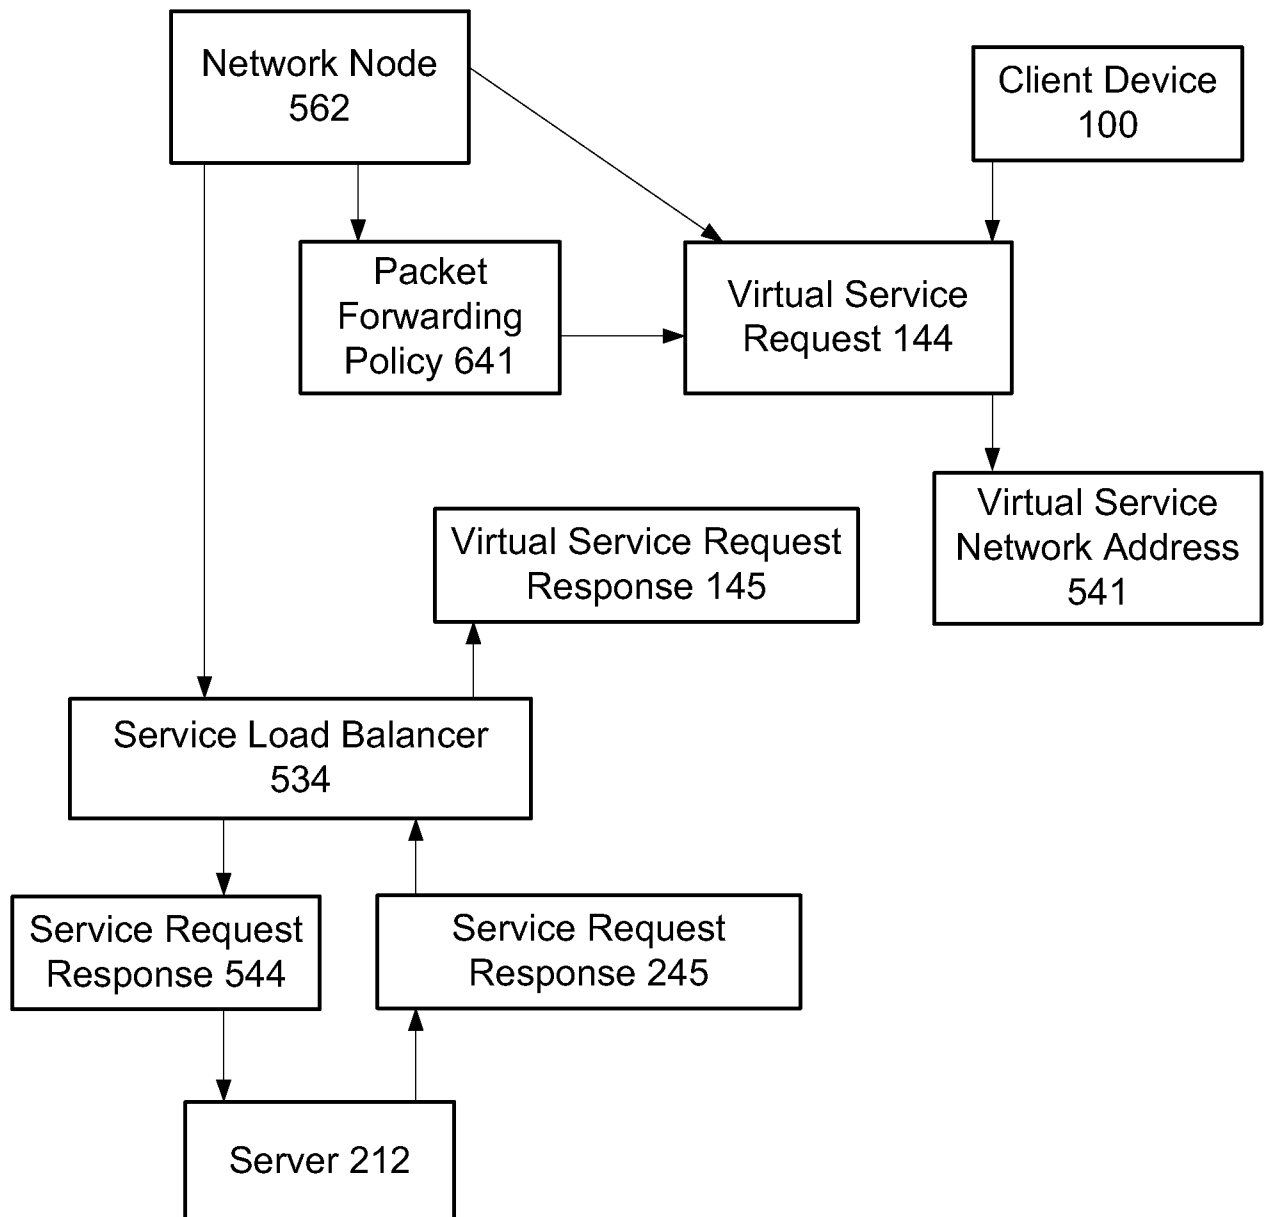 Network Node
562
Client Device
100
Packet
Forwarding
Policy 641
Virtual Service
Request 144
Virtual Service
Network Address
541
Virtual Service Request
Response 145
Service Load Balancer
534
Service Request
Response 544
Service Request
Response 245
Server 212